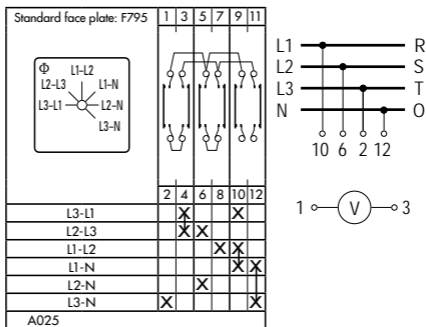 Standard face plate: F795
1 3 5 7 9 11
Φ
L1-L2
L2-L3
L1-N
L3-L1
L2-N
L3-N
2 4 6 8 10 12
L3-L1 X X
L2-L3 X X
L1-L2 X X
L1-N X X
L2-N X
L3-N X X
A025
L1 R
L2 S
L3 T
N O
10 6 2 12
1 V 3